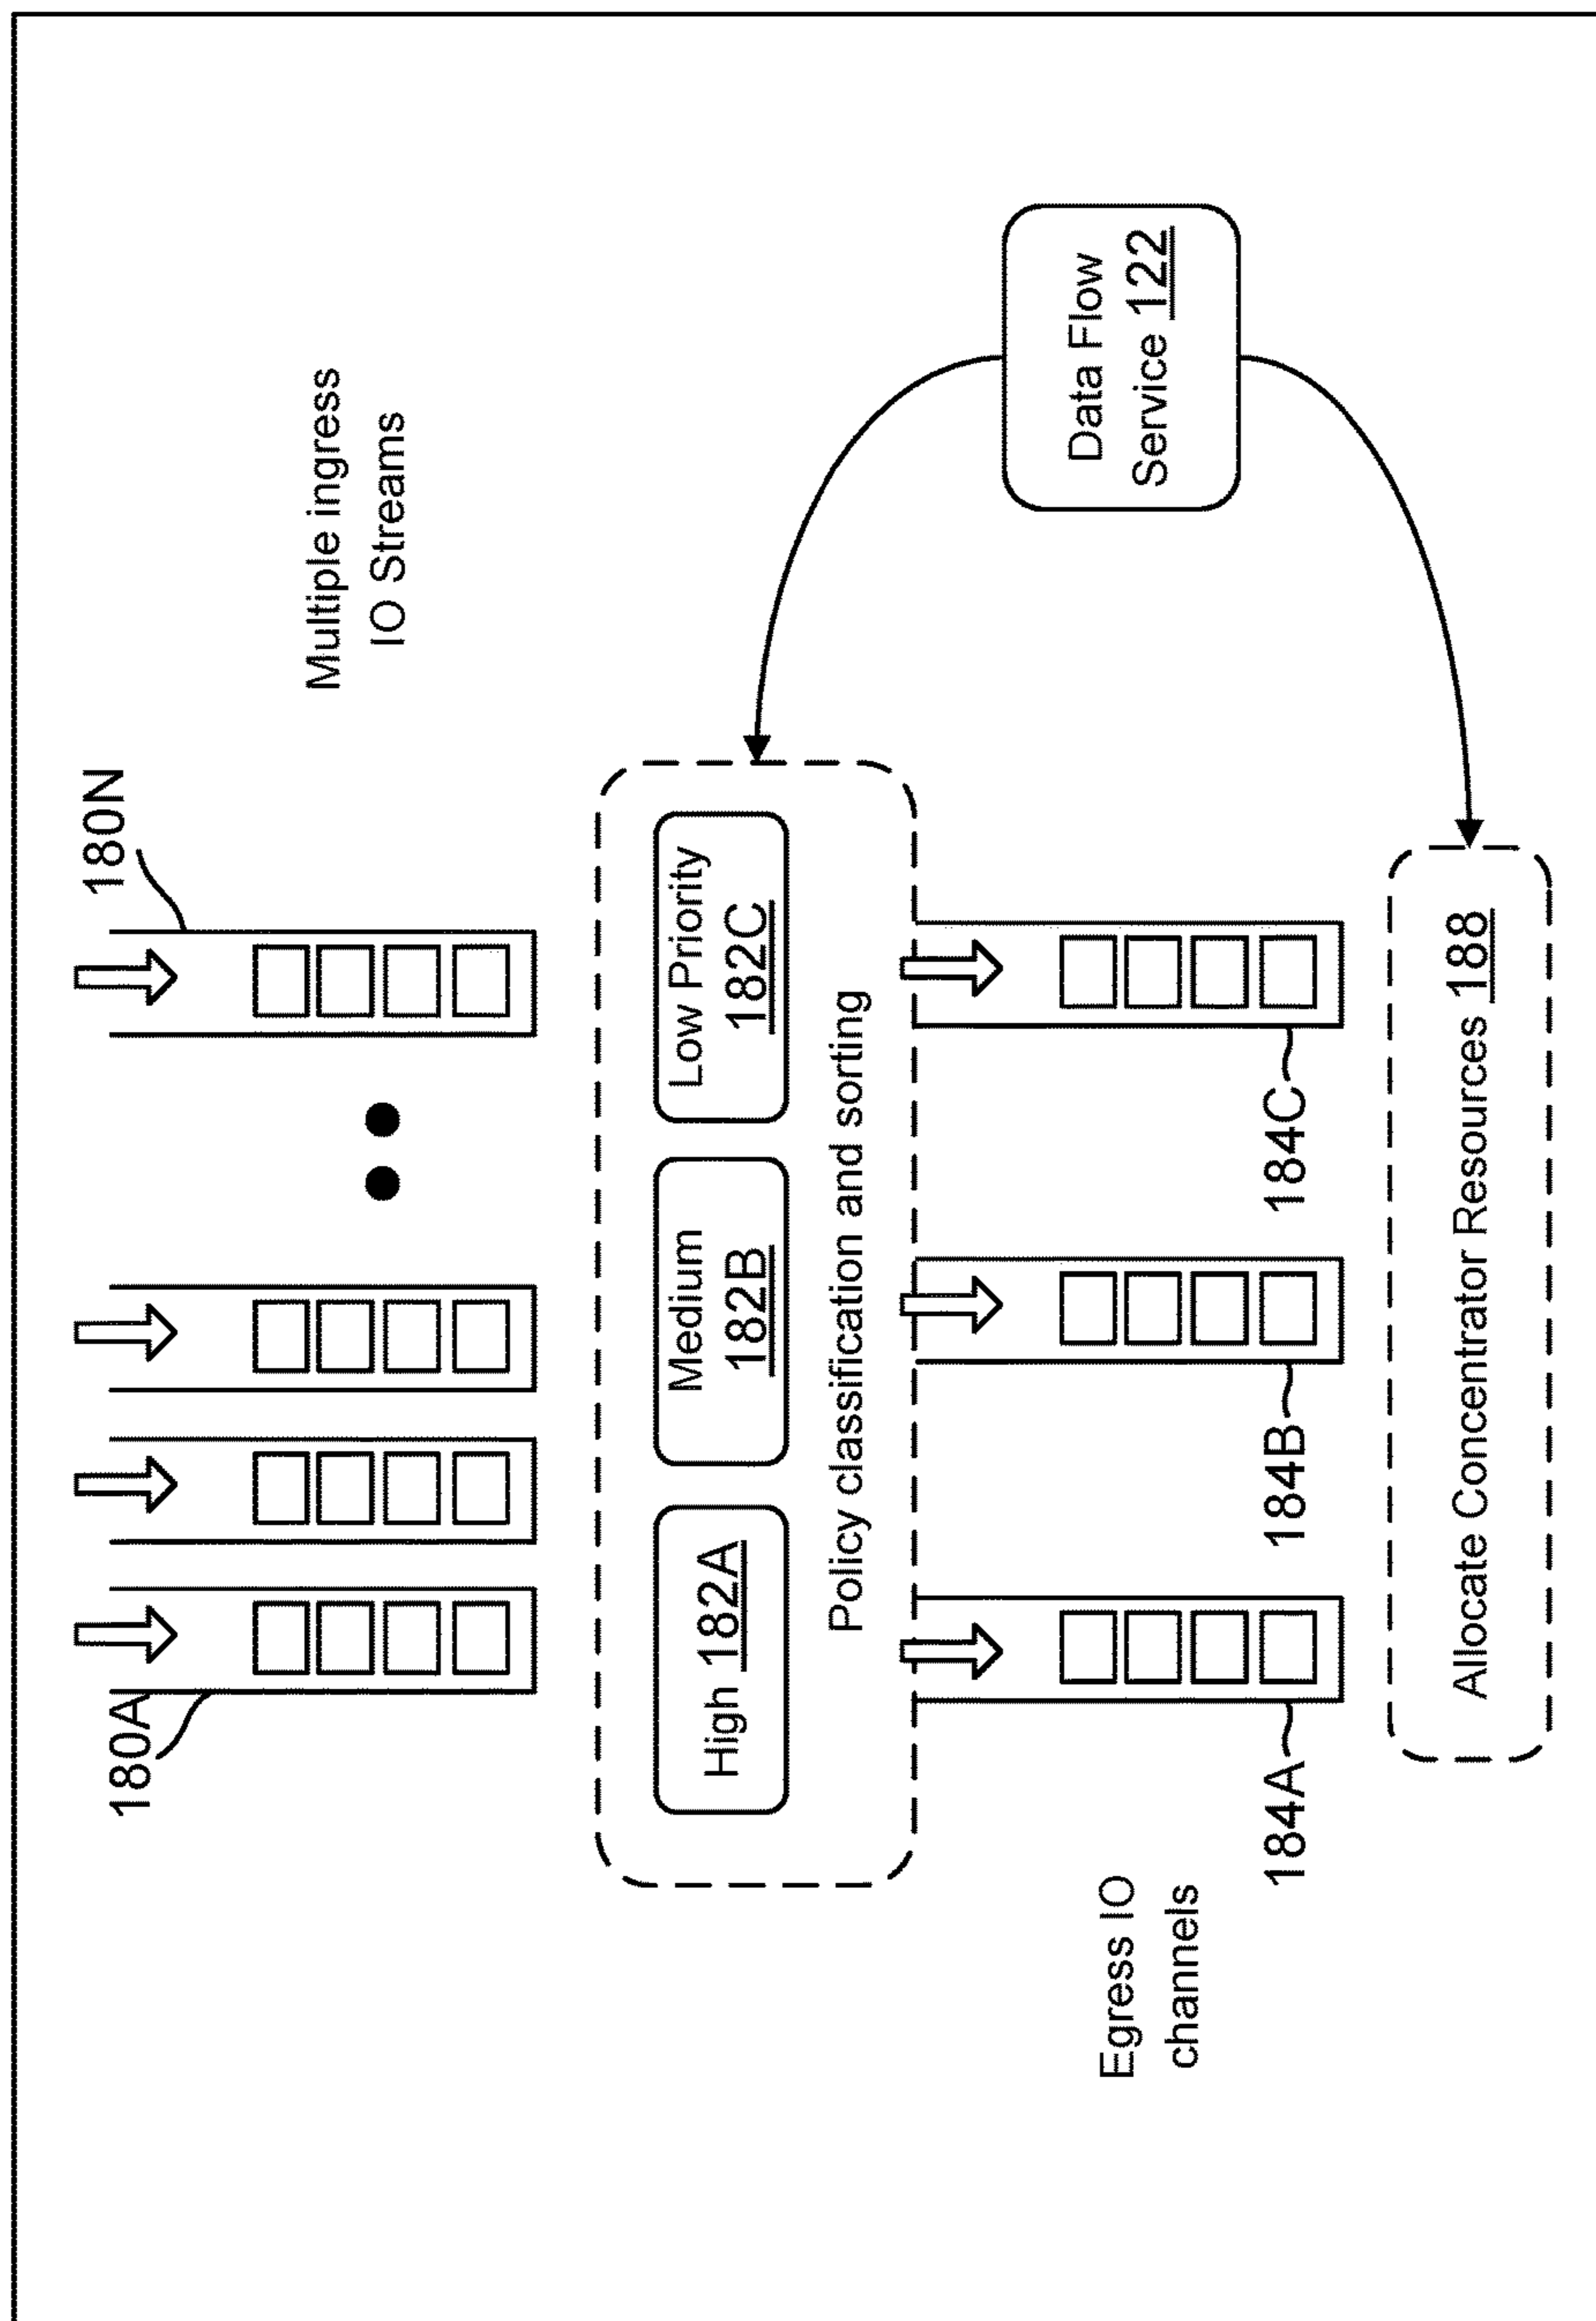 180A
180N
Multiple ingress
IO Streams
High 182A
Medium
182B
Low Priority
182C
Policy classification and sorting
Data Flow
Service 122
Egress IO
channels
184A
184B
184C
Allocate Concentrator Resources 188